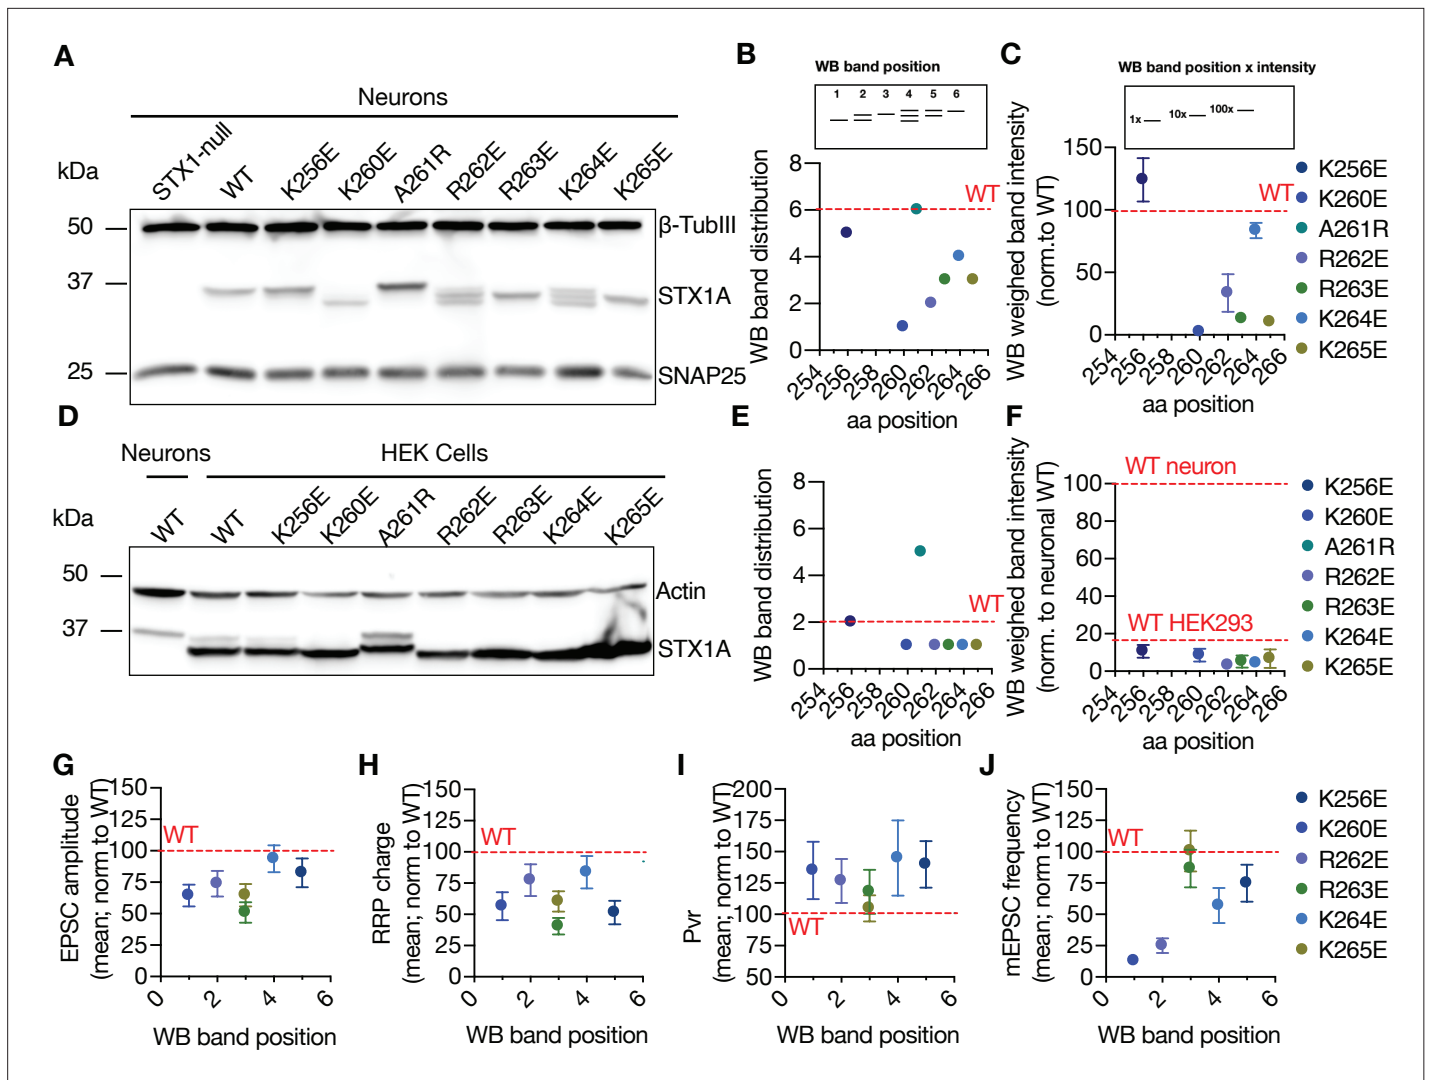 A
Neurons
kDa
STX1-null
WT
K256E
K260E
A261R
R262E
R263E
K264E
K265E
50
37
25
β-TubIII
STX1A
SNAP25
B
WB band position
1 2 3 4 5 6
WB band distribution
8
6
4
2
0
WT
254 256 258 260 262 264 266
aa position
C
WB band position x intensity
1x 10x 100x
WB weighed band intensity
(norm.to WT)
150
100
50
0
WT
254 256 258 260 262 264 266
aa position
K256E
K260E
A261R
R262E
R263E
K264E
K265E
D
Neurons
HEK Cells
kDa
WT
WT
K256E
K260E
A261R
R262E
R263E
K264E
K265E
50
37
Actin
STX1A
E
WB band distribution
8
6
4
2
0
WT
254 256 258 260 262 264 266
aa position
F
WB weighed band intensity
(norm. to neuronal WT)
100
80
60
40
20
0
WT neuron
WT HEK293
254 256 258 260 262 264 266
aa position
K256E
K260E
A261R
R262E
R263E
K264E
K265E
G
EPSC amplitude
(mean; norm to WT)
150
125
100
75
50
25
0
WT
0 2 4 6
WB band position
H
RRP charge
(mean; norm to WT)
150
125
100
75
50
25
0
WT
0 2 4 6
WB band position
I
Pvr
(mean; norm to WT)
200
175
150
125
100
75
50
WT
0 2 4 6
WB band position
J
mEPSC frequency
(mean; norm to WT)
150
125
100
75
50
25
0
WT
0 2 4 6
WB band position
K256E
K260E
R262E
R263E
K264E
K265E